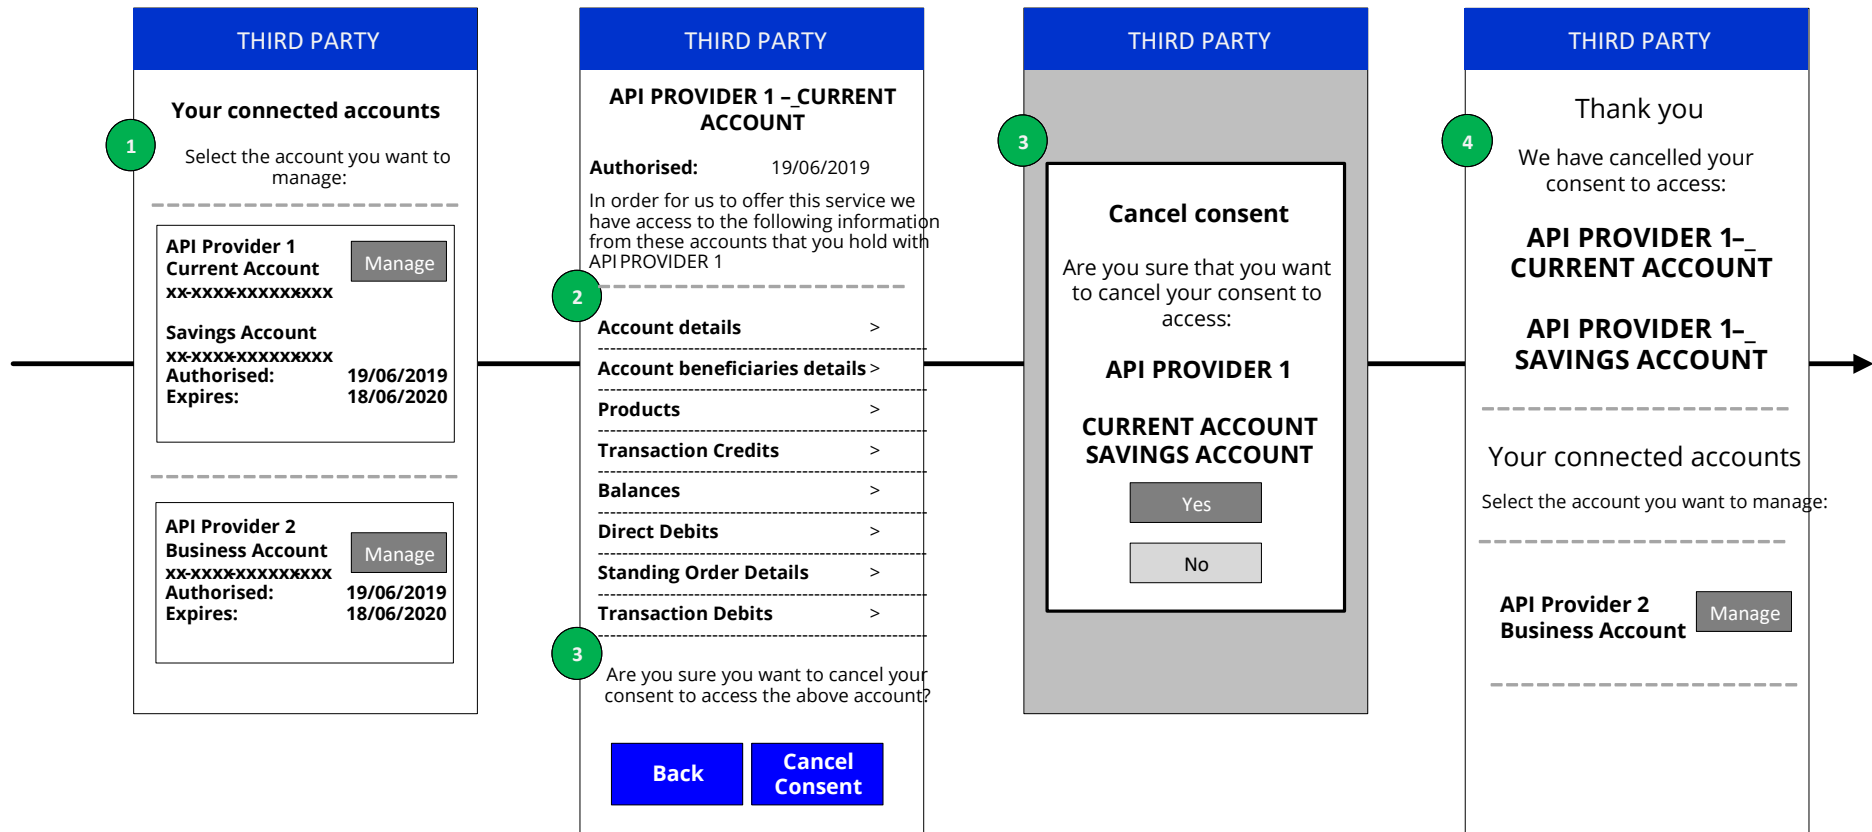 THIRD PARTY
Your connected accounts
1
Select the account you want to
manage:
API Provider 1
Current Account
Manage
xx-xxxx-xxxxxxxxx
Savings Account
xx-xxxx-xxxxxxxxx
Authorised: 19/06/2019
Expires: 18/06/2020
API Provider 2
Business Account
Manage
xx-xxxx-xxxxxxxxx
Authorised: 19/06/2019
Expires: 18/06/2020
THIRD PARTY
API PROVIDER 1 –_CURRENT
ACCOUNT
Authorised: 19/06/2019
In order for us to offer this service we
have access to the following information
from these accounts that you hold with
API PROVIDER 1
2
Account details >
Account beneficiaries details >
Products >
Transaction Credits >
Balances >
Direct Debits >
Standing Order Details >
Transaction Debits >
3
Are you sure you want to cancel your
consent to access the above account?
Back
Cancel
Consent
THIRD PARTY
3
Cancel consent
Are you sure that you want
to cancel your consent to
access:
API PROVIDER 1
CURRENT ACCOUNT
SAVINGS ACCOUNT
Yes
No
THIRD PARTY
Thank you
4
We have cancelled your
consent to access:
API PROVIDER 1–_
CURRENT ACCOUNT
API PROVIDER 1–_
SAVINGS ACCOUNT
Your connected accounts
Select the account you want to manage:
API Provider 2
Business Account
Manage